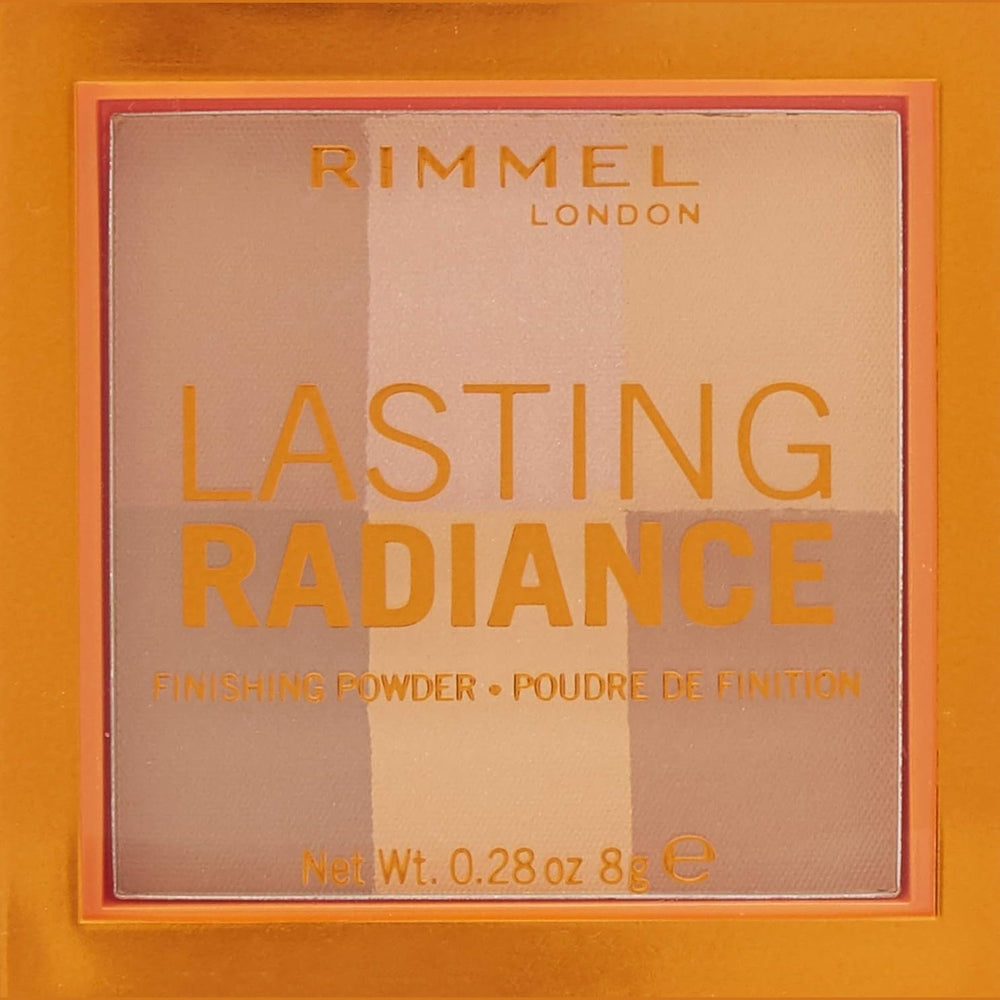 RIMMEL
LONDON
LASTING
RADIANCE
FINISHING POWDER • POUDRE DE FINITION
Net Wt. 0.28 oz 8g ℮